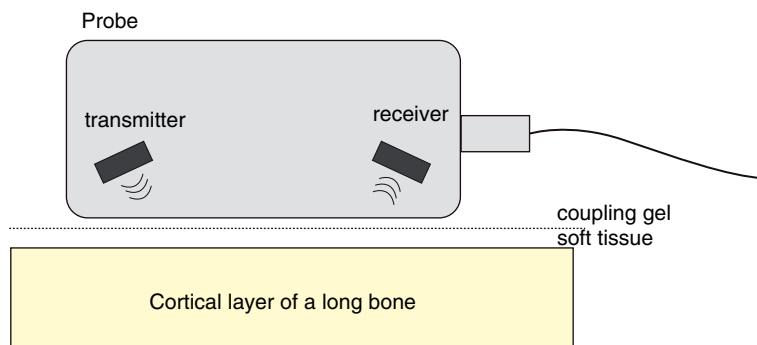 Probe
transmitter
receiver
coupling gel
soft tissue
Cortical layer of a long bone